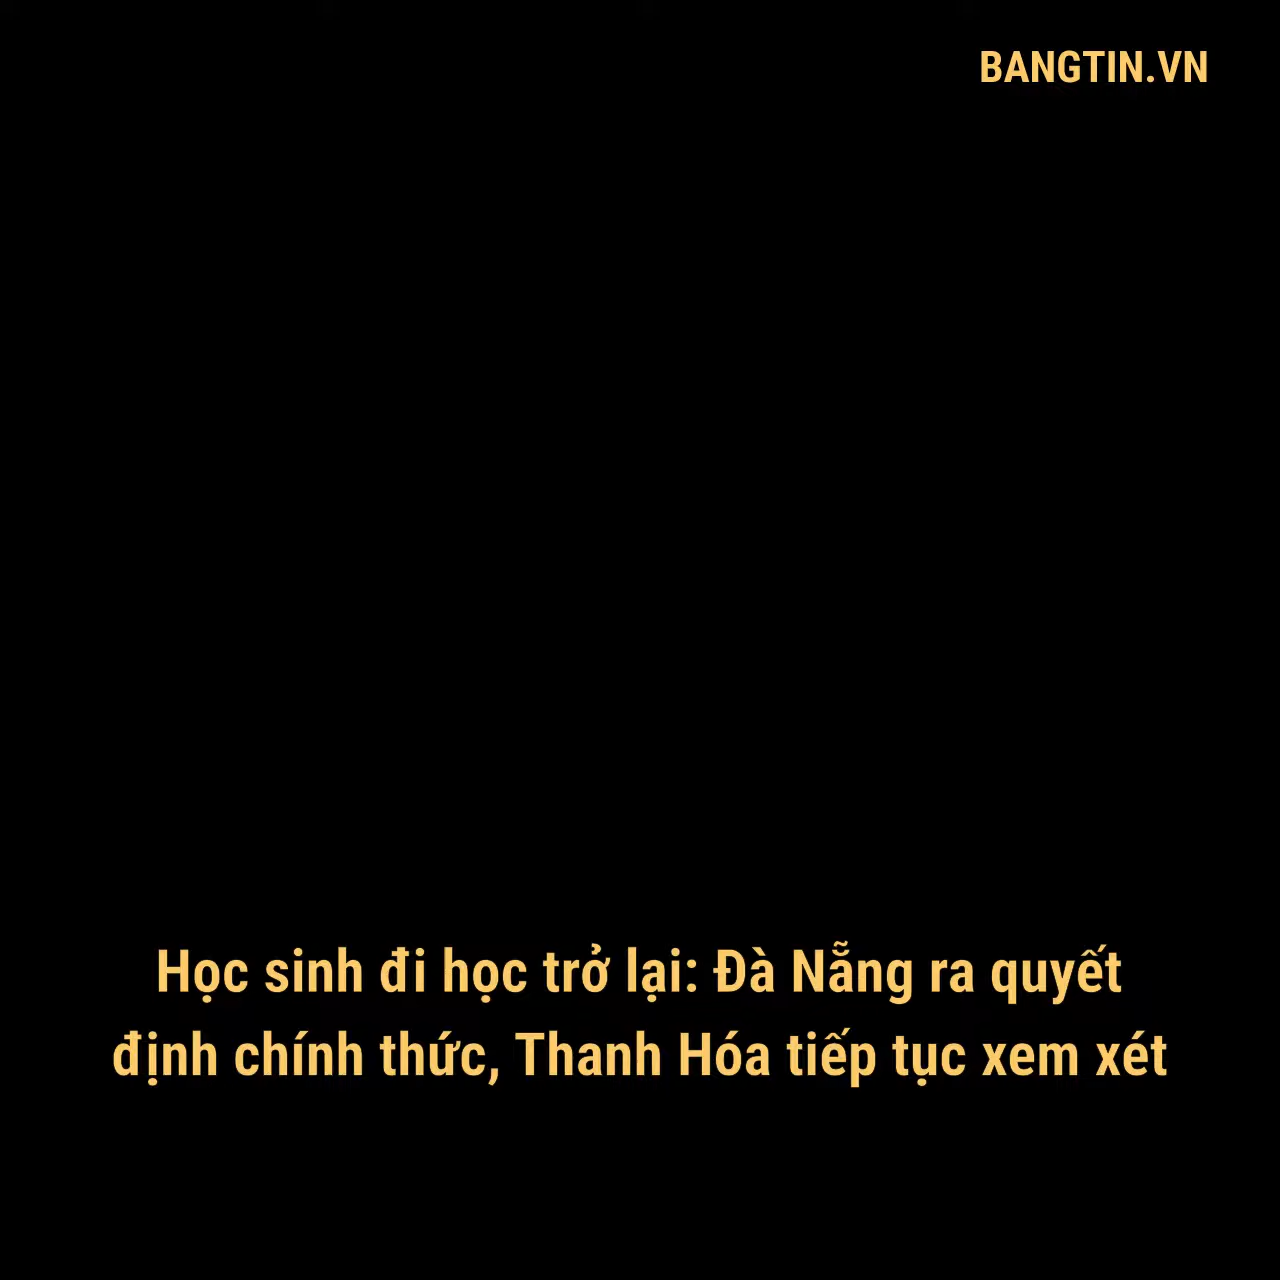 BANGTIN.VN
Học sinh đi học trở lại: Đà Nẵng ra quyết
định chính thức, Thanh Hóa tiếp tục xem xét